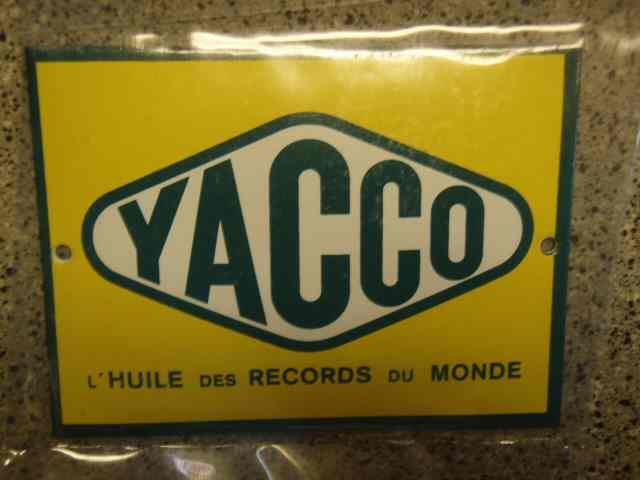 YACCO
L'HUILE DES RECORDS DU MONDE